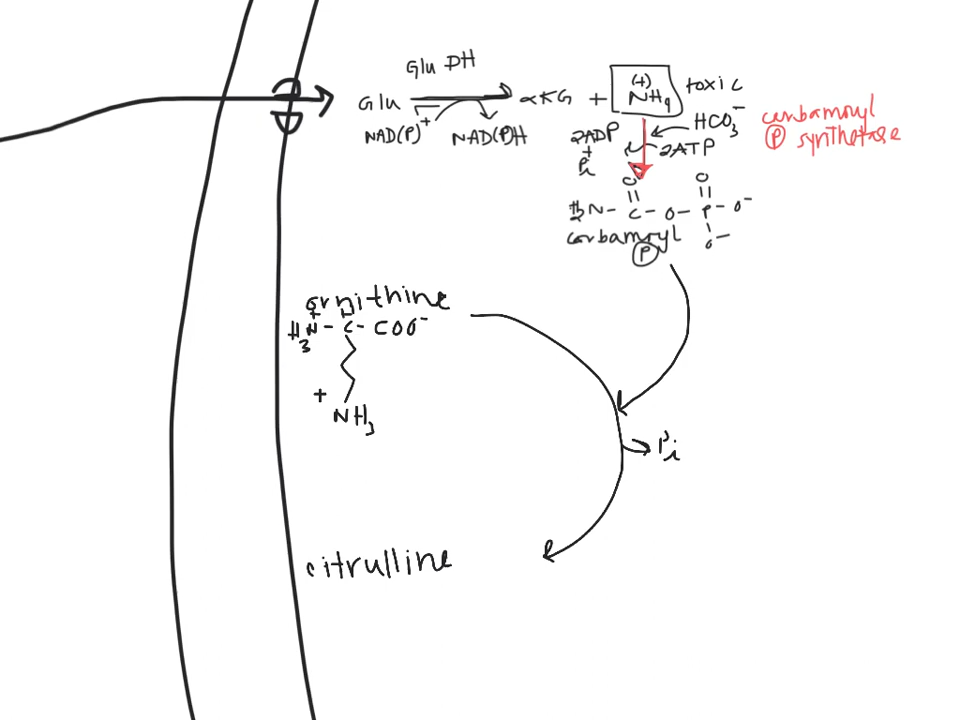 Glu DH
Glu ⇌ αKG + NH4 (+) toxic
NAD(P)+ NAD(P)H
HCO3-
carbamoyl
P synthetase
2ADP
+
Pi
2ATP
O O
H2N - C - O - P - O-
O-
carbamoyl
P
ornithine
H3N+ - C - COO-
+
NH3
Pi
citrulline